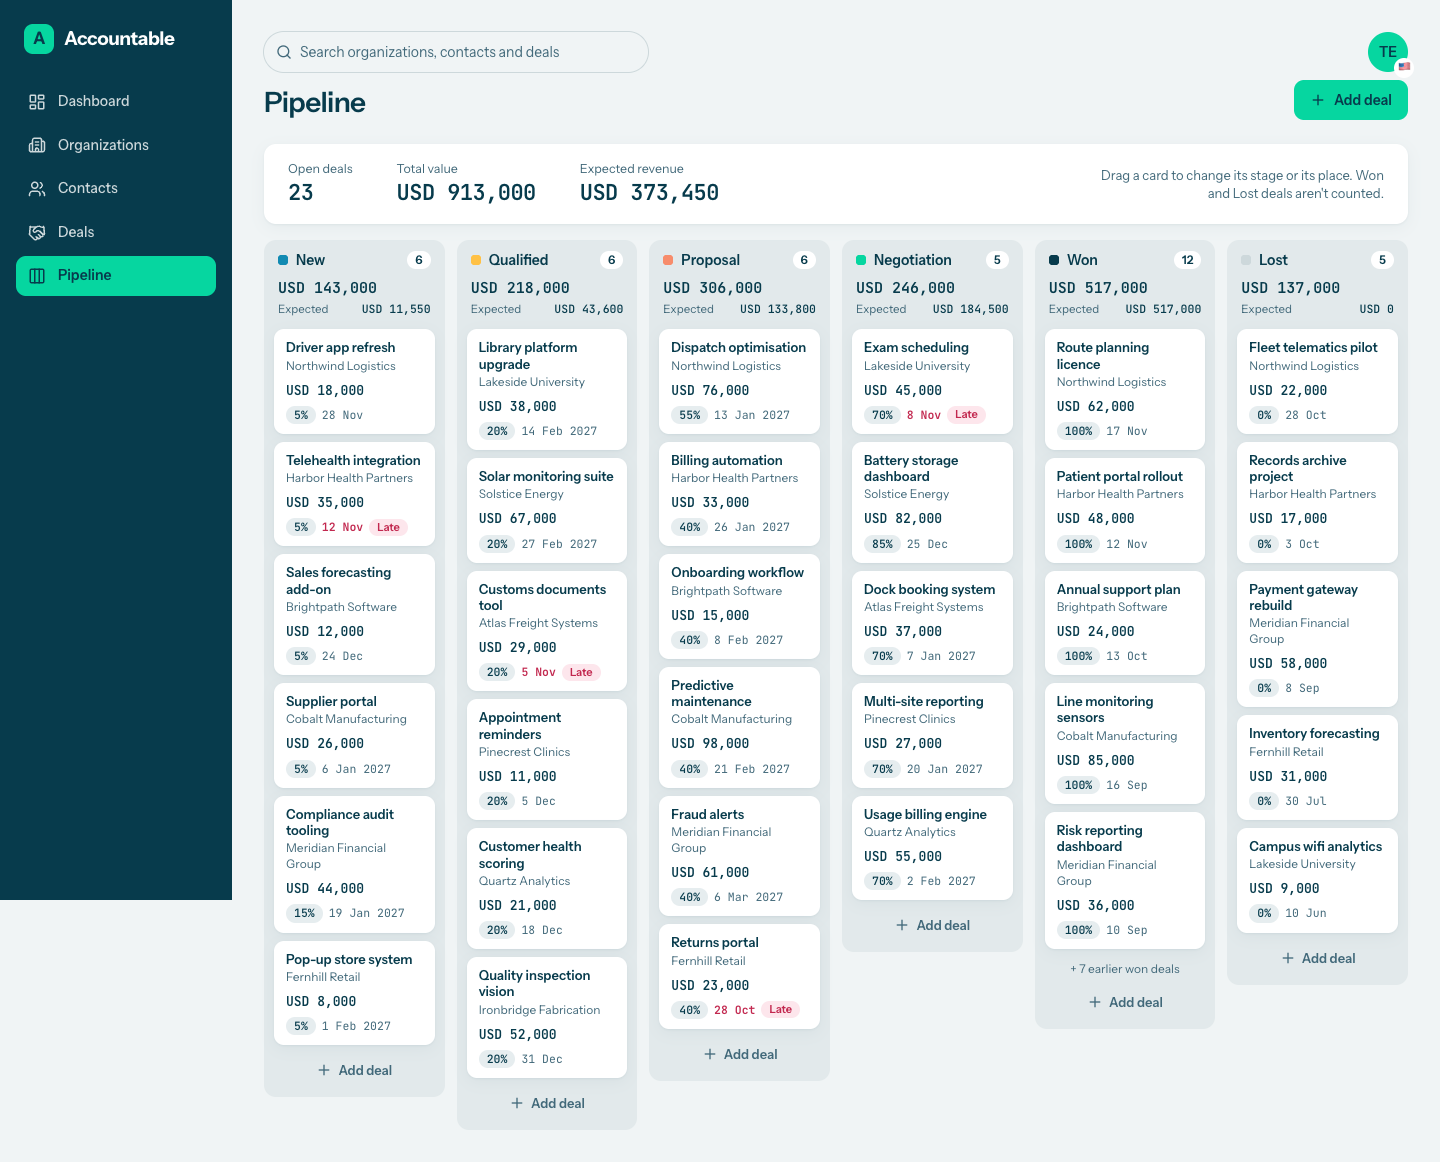 A Accountable
Dashboard
Organizations
Contacts
Deals
Pipeline
Search organizations, contacts and deals
TE
Pipeline
+ Add deal
Open deals
23
Total value
USD 913,000
Expected revenue
USD 373,450
Drag a card to change its stage or its place. Won
and Lost deals aren't counted.
New 6
USD 143,000
Expected USD 11,550
Driver app refresh
Northwind Logistics
USD 18,000
5% 28 Nov
Telehealth integration
Harbor Health Partners
USD 35,000
5% 12 Nov Late
Sales forecasting
add-on
Brightpath Software
USD 12,000
5% 24 Dec
Supplier portal
Cobalt Manufacturing
USD 26,000
5% 6 Jan 2027
Compliance audit
tooling
Meridian Financial
Group
USD 44,000
15% 19 Jan 2027
Pop-up store system
Fernhill Retail
USD 8,000
5% 1 Feb 2027
+ Add deal
Qualified 6
USD 218,000
Expected USD 43,600
Library platform
upgrade
Lakeside University
USD 38,000
20% 14 Feb 2027
Solar monitoring suite
Solstice Energy
USD 67,000
20% 27 Feb 2027
Customs documents
tool
Atlas Freight Systems
USD 29,000
20% 5 Nov Late
Appointment
reminders
Pinecrest Clinics
USD 11,000
20% 5 Dec
Customer health
scoring
Quartz Analytics
USD 21,000
20% 18 Dec
Quality inspection
vision
Ironbridge Fabrication
USD 52,000
20% 31 Dec
+ Add deal
Proposal 6
USD 306,000
Expected USD 133,800
Dispatch optimisation
Northwind Logistics
USD 76,000
55% 13 Jan 2027
Billing automation
Harbor Health Partners
USD 33,000
40% 26 Jan 2027
Onboarding workflow
Brightpath Software
USD 15,000
40% 8 Feb 2027
Predictive
maintenance
Cobalt Manufacturing
USD 98,000
40% 21 Feb 2027
Fraud alerts
Meridian Financial
Group
USD 61,000
40% 6 Mar 2027
Returns portal
Fernhill Retail
USD 23,000
40% 28 Oct Late
+ Add deal
Negotiation 5
USD 246,000
Expected USD 184,500
Exam scheduling
Lakeside University
USD 45,000
70% 8 Nov Late
Battery storage
dashboard
Solstice Energy
USD 82,000
85% 25 Dec
Dock booking system
Atlas Freight Systems
USD 37,000
70% 7 Jan 2027
Multi-site reporting
Pinecrest Clinics
USD 27,000
70% 20 Jan 2027
Usage billing engine
Quartz Analytics
USD 55,000
70% 2 Feb 2027
+ Add deal
Won 12
USD 517,000
Expected USD 517,000
Route planning
licence
Northwind Logistics
USD 62,000
100% 17 Nov
Patient portal rollout
Harbor Health Partners
USD 48,000
100% 12 Nov
Annual support plan
Brightpath Software
USD 24,000
100% 13 Oct
Line monitoring
sensors
Cobalt Manufacturing
USD 85,000
100% 16 Sep
Risk reporting
dashboard
Meridian Financial
Group
USD 36,000
100% 10 Sep
+ 7 earlier won deals
+ Add deal
Lost 5
USD 137,000
Expected USD 0
Fleet telematics pilot
Northwind Logistics
USD 22,000
0% 28 Oct
Records archive
project
Harbor Health Partners
USD 17,000
0% 3 Oct
Payment gateway
rebuild
Meridian Financial
Group
USD 58,000
0% 8 Sep
Inventory forecasting
Fernhill Retail
USD 31,000
0% 30 Jul
Campus wifi analytics
Lakeside University
USD 9,000
0% 10 Jun
+ Add deal